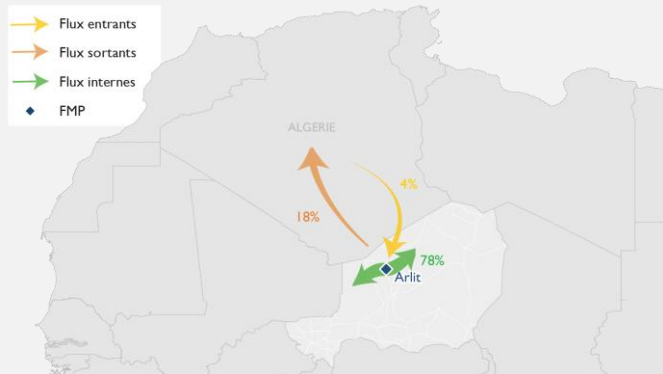 Flux entrants
Flux sortants
Flux internes
FMP
ALGERIE
4%
18%
78%
Arlit